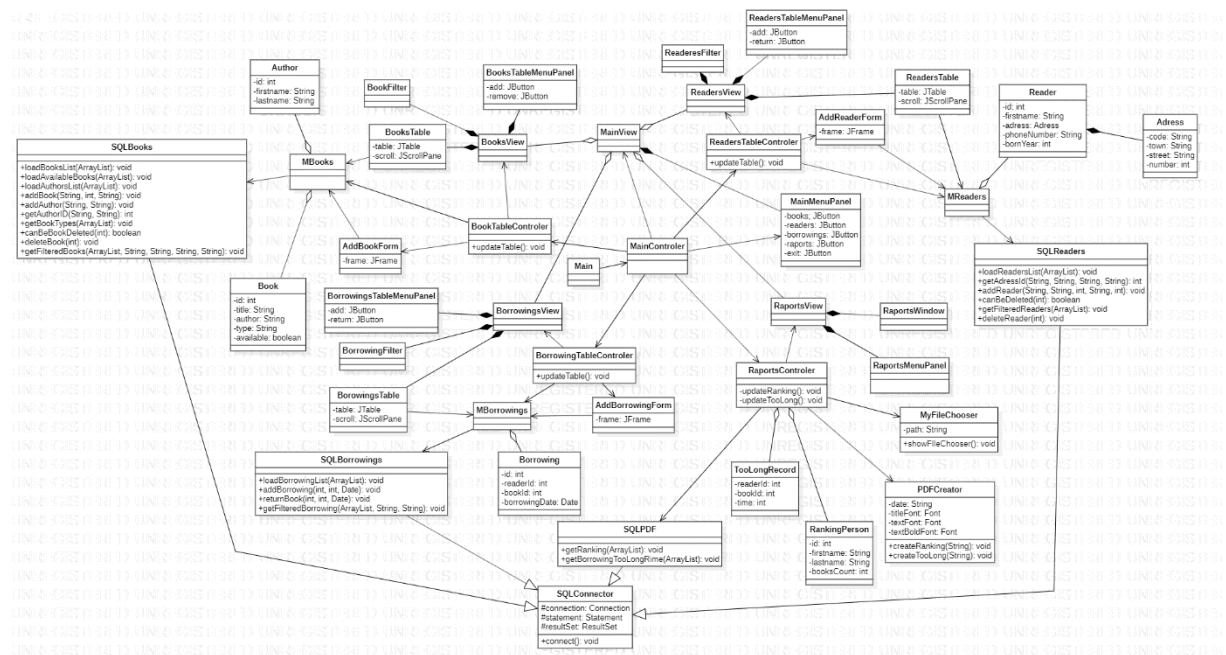 ReadersTableMenuPanel
-add: JButton
-return: JButton
ReaderesFilter
ReadersView
ReadersTable
-table: JTable
-scroll: JScrollPane
Reader
-id: int
-firstname: String
-adress: Adress
-phoneNumber: String
-bornYear: int
Adress
-code: String
-town: String
-street: String
-number: int
Author
-id: int
-firstname: String
-lastname: String
BookFilter
BooksTableMenuPanel
-add: JButton
-remove: JButton
BooksTable
-table: JTable
-scroll: JScrollPane
BooksView
MainView
AddReaderForm
-frame: JFrame
ReadersTableControler
+updateTable(): void
MReaders
SQLBooks
+loadBooksList(ArrayList): void
+loadAvailableBooks(ArrayList): void
+loadAuthorsList(ArrayList): void
+addBook(String, int, String): void
+addAuthor(String, String): void
+getAuthorID(String, String): int
+getBookTypes(ArrayList): void
+canBeBookDeleted(int): boolean
+deleteBook(int): void
+getFilteredBooks(ArrayList, String, String, String, String): void
MBooks
BookTableControler
+updateTable(): void
AddBookForm
-frame: JFrame
MainControler
Main
MainMenuPanel
-books: JButton
-readers: JButton
-borrowings: JButton
-raports: JButton
-exit: JButton
SQLReaders
+loadReadersList(ArrayList): void
+getAdressId(String, String, String, String): int
+addReader(String, String, int, String, int): void
+canBeDeleted(int): boolean
+getFilteredReaders(ArrayList): void
+deleteReader(int): void
Book
-id: int
-title: String
-author: String
-type: String
-available: boolean
BorrowingsTableMenuPanel
-add: JButton
-return: JButton
BorrowingsView
BorrowingFilter
RaportsView
RaportsWindow
RaportsMenuPanel
BorrowingTableControler
+updateTable(): void
RaportsControler
-updateRanking(): void
-updateTooLong(): void
BorowingsTable
-table: JTable
-scroll: JScrollPane
MBorrowings
AddBorrowingForm
-frame: JFrame
MyFileChooser
-path: String
+showFileChooser(): void
SQLBorrowings
+loadBorrowingList(ArrayList): void
+addBorrowing(int, int, Date): void
+returnBook(int, int, Date): void
+getFilteredBorrowing(ArrayList, String, String): void
Borrowing
-id: int
-readerId: int
-bookId: int
-borrowingDate: Date
TooLongRecord
-readerId: int
-bookId: int
-time: int
PDFCreator
-date: String
-titleFont: Font
-textFont: Font
-textBoldFont: Font
+createRanking(String): void
+createTooLong(String): void
SQLPDF
+getRanking(ArrayList): void
+getBorrowingTooLongRime(ArrayList): void
RankingPerson
-id: int
-firstname: String
-lastname: String
-booksCount: int
SQLConnector
#connection: Connection
#statement: Statement
#resultSet: ResultSet
+connect(): void